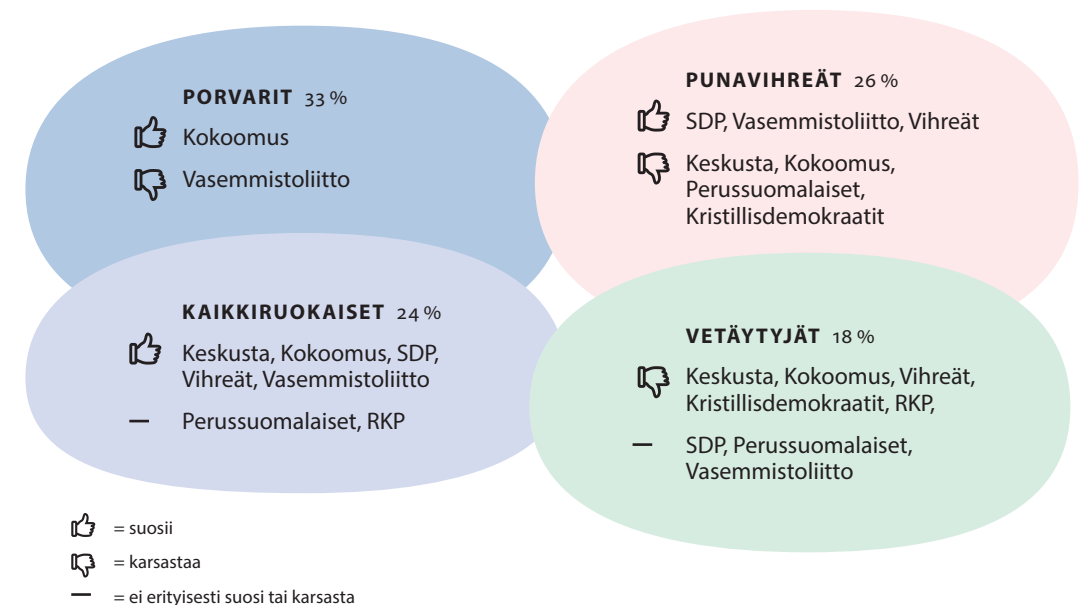 PORVARIT 33 %
Kokoomus
Vasemmistoliitto
PUNAVIHREÄT 26 %
SDP, Vasemmistoliitto, Vihreät
Keskusta, Kokoomus,
Perussuomalaiset,
Kristillisdemokraatit
KAIKKIRUOKAISET 24 %
Keskusta, Kokoomus, SDP,
Vihreät, Vasemmistoliitto
— Perussuomalaiset, RKP
VETÄYTYJÄT 18 %
Keskusta, Kokoomus, Vihreät,
Kristillisdemokraatit, RKP,
— SDP, Perussuomalaiset,
Vasemmistoliitto
= suosii
= karsastaa
— = ei erityisesti suosi tai karsasta